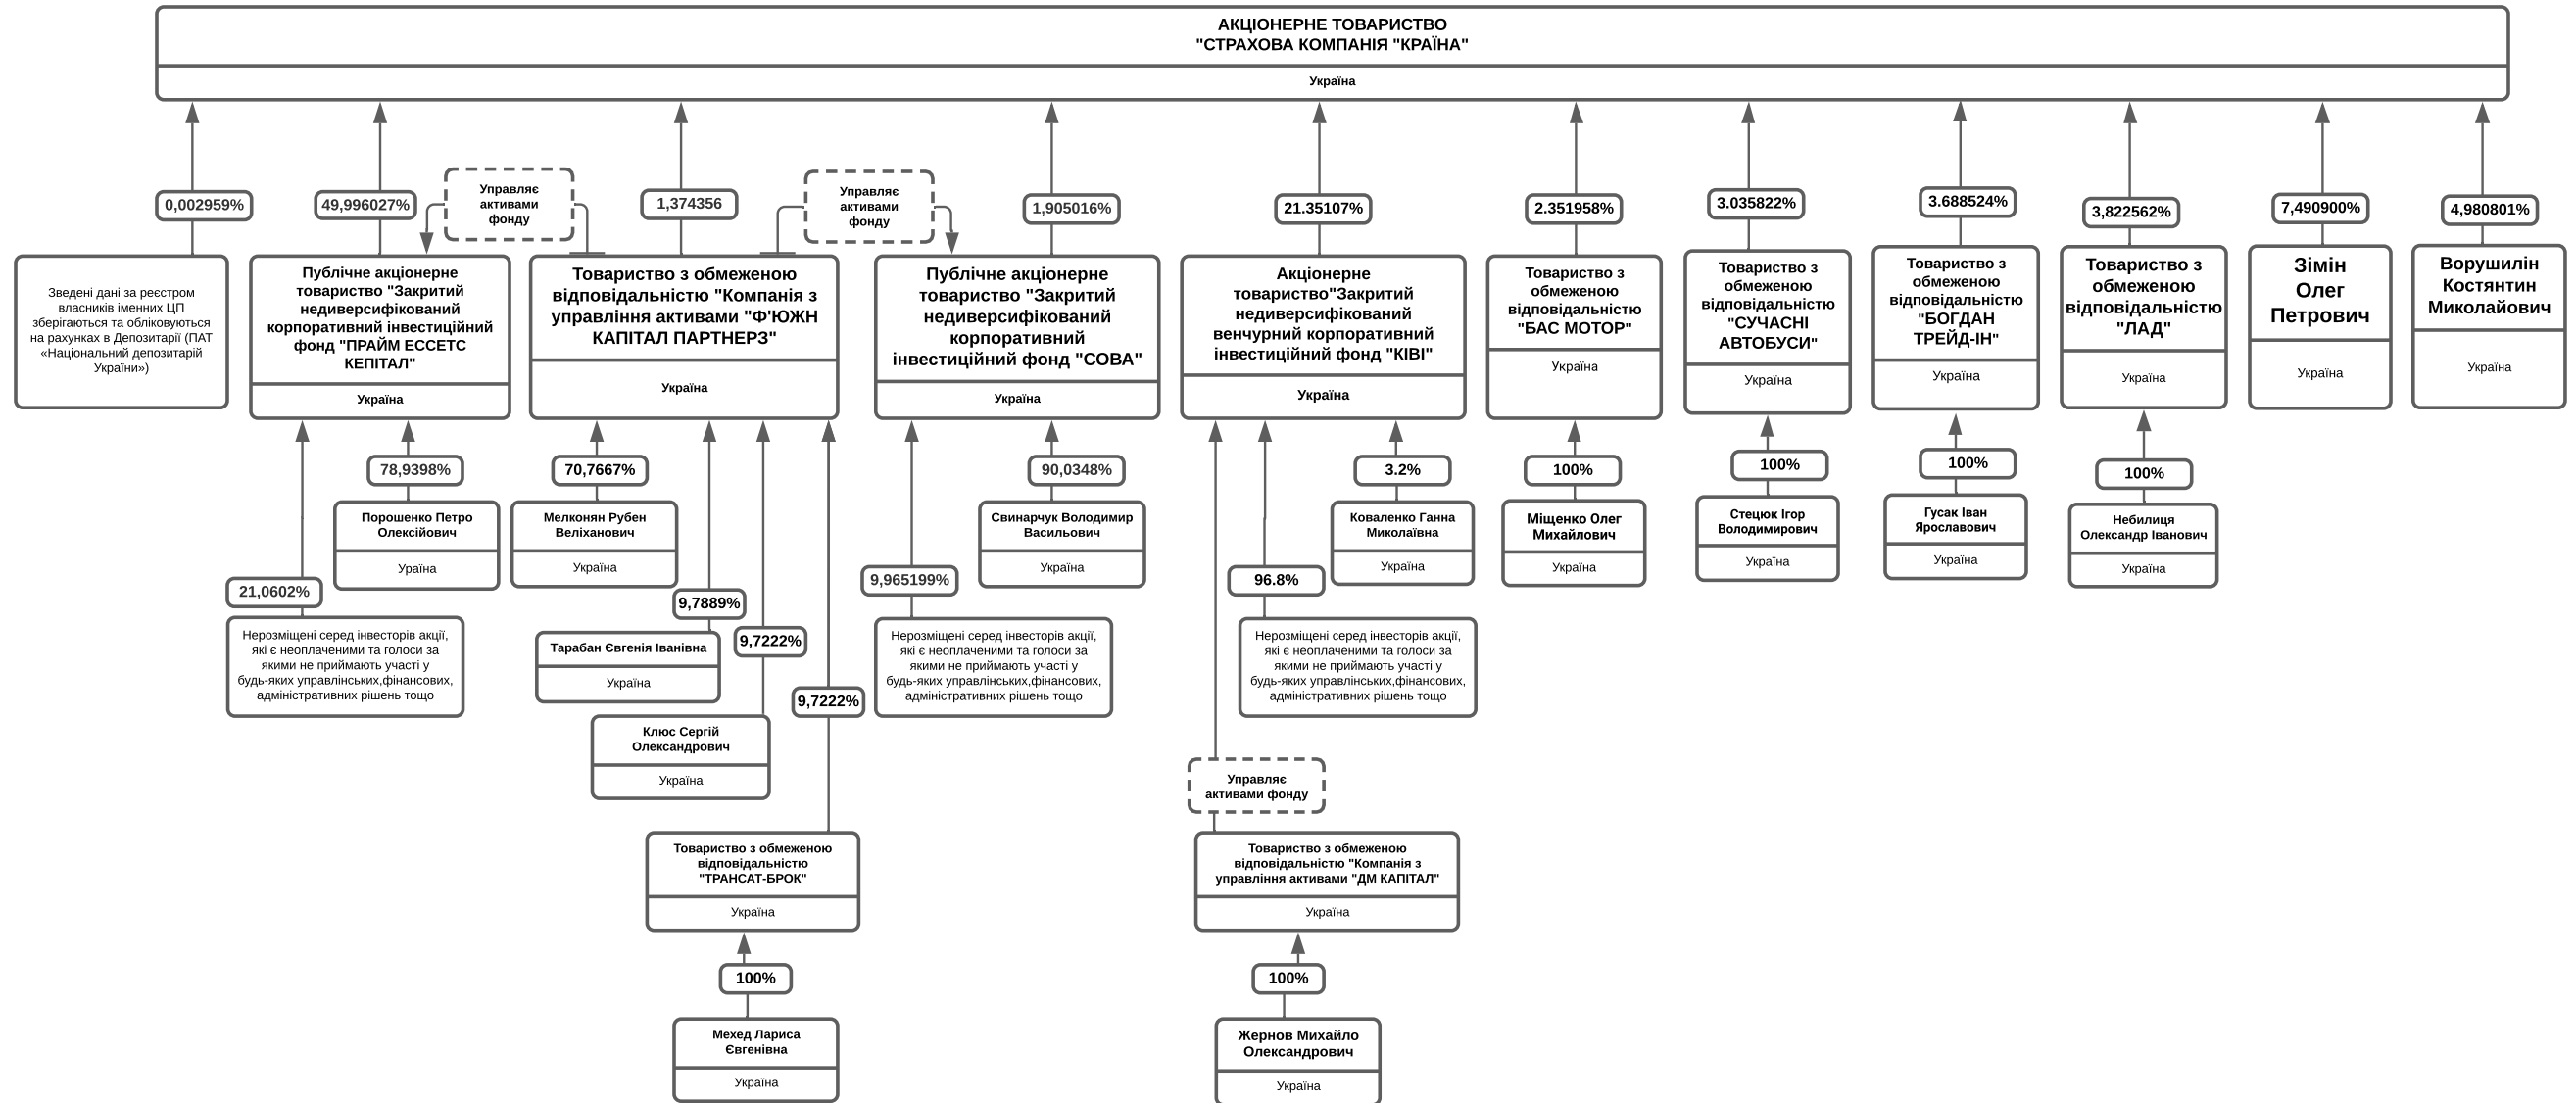 АКЦІОНЕРНЕ ТОВАРИСТВО
"СТРАХОВА КОМПАНІЯ "КРАЇНА"
Україна
0,002959%
49,996027%
Управляє
активами
фонду
1,374356
Управляє
активами
фонду
1,905016%
21.35107%
2.351958%
3.035822%
3.688524%
3,822562%
7,490900%
4,980801%
Зведені дані за реєстром
власників іменних ЦП
зберігаються та обліковуються
на рахунках в Депозитарії (ПАТ
«Національний депозитарій
України»)
Публічне акціонерне
товариство "Закритий
недиверсифікований
корпоративний інвестиційний
фонд "ПРАЙМ ЕССЕТС
КЕПІТАЛ"
Україна
Товариство з обмеженою
відповідальністю "Компанія з
управління активами "Ф'ЮЖН
КАПІТАЛ ПАРТНЕРЗ"
Україна
Публічне акціонерне
товариство "Закритий
недиверсифікований
корпоративний
інвестиційний фонд "СОВА"
Україна
Акціонерне
товариство"Закритий
недиверсифікований
венчурний корпоративний
інвестиційний фонд "КІВІ"
Україна
Товариство з
обмеженою
відповідальністю
"БАС МОТОР"
Україна
Товариство з
обмеженою
відповідальністю
"СУЧАСНІ
АВТОБУСИ"
Україна
Товариство з
обмеженою
відповідальністю
"БОГДАН
ТРЕЙД-ІН"
Україна
Товариство з
обмеженою
відповідальністю
"ЛАД"
Україна
Зімін
Олег
Петрович
Україна
Ворушилін
Костянтин
Миколайович
Україна
78,9398%
70,7667%
90,0348%
3.2%
100%
100%
100%
100%
Порошенко Петро
Олексійович
Ураїна
Мелконян Рубен
Веліханович
Україна
Свинарчук Володимир
Васильович
Україна
Коваленко Ганна
Миколаївна
Україна
Міщенко Олег
Михайлович
Україна
Стецюк Ігор
Володимирович
Україна
Гусак Іван
Ярославович
Україна
Небилиця
Олександр Іванович
Україна
21,0602%
9,7889%
9,965199%
96.8%
Нерозміщені серед інвесторів акції,
які є неоплаченими та голоси за
якими не приймають участі у
будь-яких управлінських,фінансових,
адміністративних рішень тощо
Тарабан Євгенія Іванівна
Україна
9,7222%
Нерозміщені серед інвесторів акції,
які є неоплаченими та голоси за
якими не приймають участі у
будь-яких управлінських,фінансових,
адміністративних рішень тощо
Нерозміщені серед інвесторів акції,
які є неоплаченими та голоси за
якими не приймають участі у
будь-яких управлінських,фінансових,
адміністративних рішень тощо
9,7222%
Клюс Сергій
Олександрович
Україна
Управляє
активами фонду
Товариство з обмеженою
відповідальністю
"ТРАНСАТ-БРОК"
Україна
Товариство з обмеженою
відповідальністю "Компанія з
управління активами "ДМ КАПІТАЛ"
Україна
100%
100%
Мехед Лариса
Євгенівна
Україна
Жернов Михайло
Олександрович
Україна